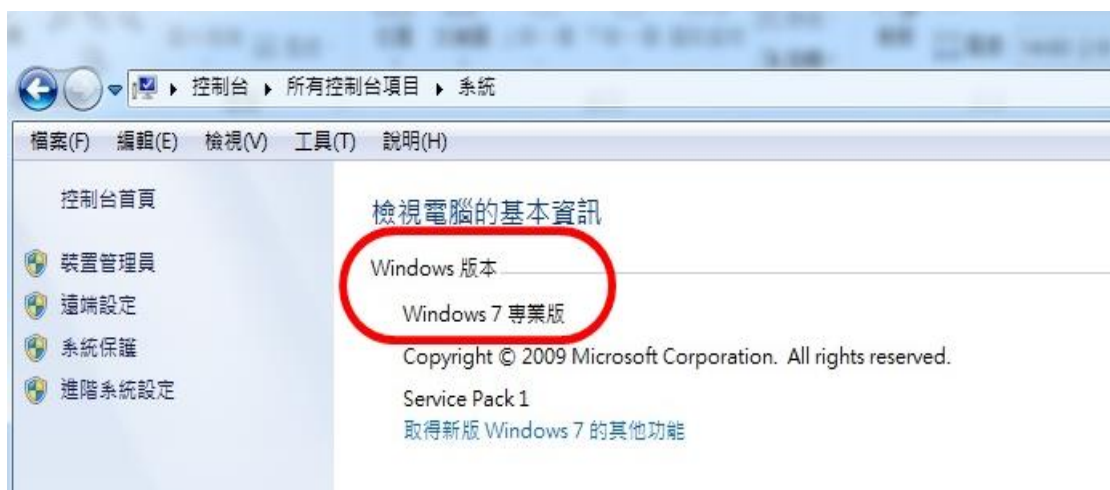 控制台 ▸ 所有控制台項目 ▸ 系統
檔案(F) 編輯(E) 檢視(V) 工具(T) 說明(H)
控制台首頁
裝置管理員
遠端設定
系統保護
進階系統設定
檢視電腦的基本資訊
Windows 版本
Windows 7 專業版
Copyright © 2009 Microsoft Corporation. All rights reserved.
Service Pack 1
取得新版 Windows 7 的其他功能